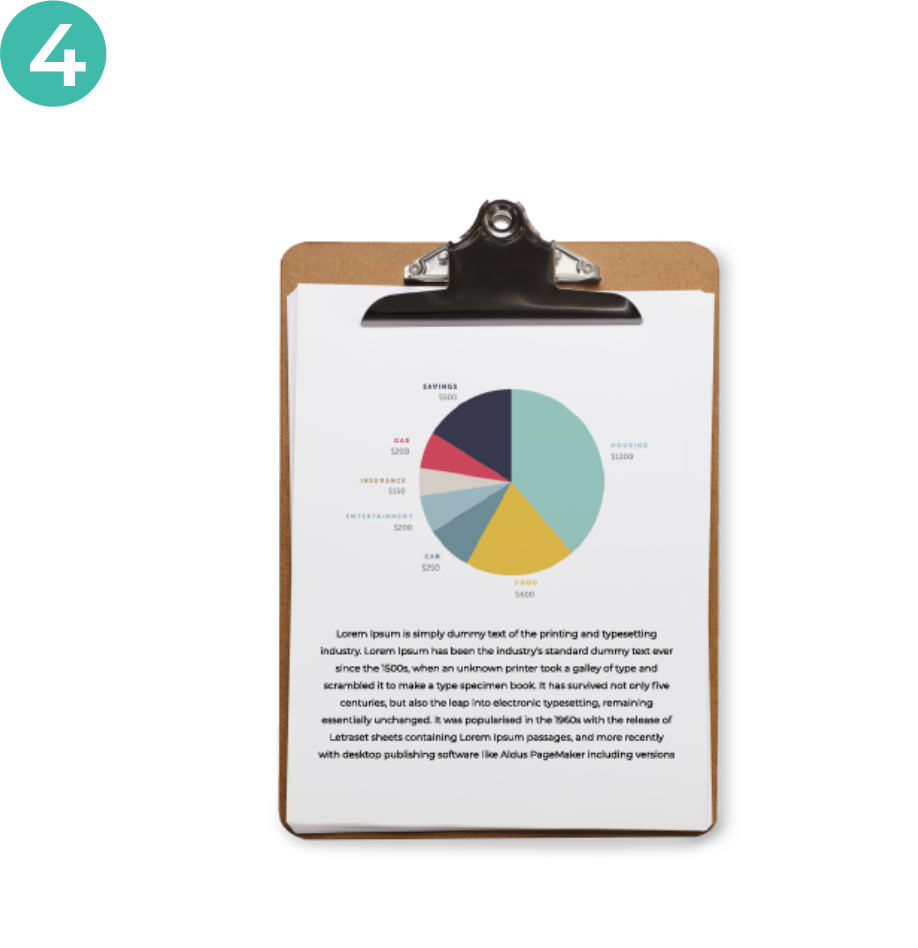 4
SAVINGS
$500
GAS
$200
INSURANCE
$150
ENTERTAINMENT
$200
CAR
$250
FOOD
$600
HOUSING
$1200
Lorem Ipsum is simply dummy text of the printing and typesetting
industry. Lorem Ipsum has been the industry's standard dummy text ever
since the 1500s, when an unknown printer took a galley of type and
scrambled it to make a type specimen book. It has survived not only five
centuries, but also the leap into electronic typesetting, remaining
essentially unchanged. It was popularised in the 1960s with the release of
Letraset sheets containing Lorem Ipsum passages, and more recently
with desktop publishing software like Aldus PageMaker including versions